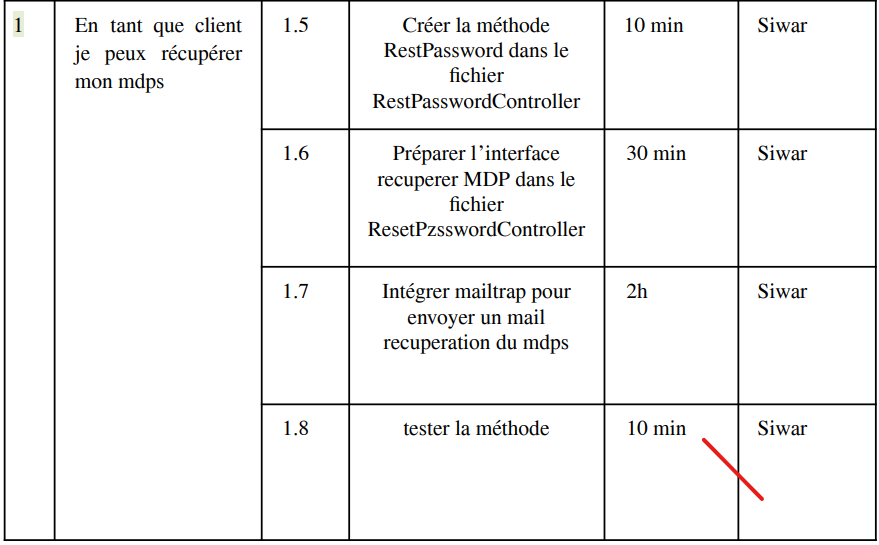 1
En tant que client
je peux récupérer
mon mdps
1.5
Créer la méthode
RestPassword dans le
fichier
RestPasswordController
10 min
Siwar
1.6
Préparer l’interface
recuperer MDP dans le
fichier
ResetPzsswordController
30 min
Siwar
1.7
Intégrer mailtrap pour
envoyer un mail
recuperation du mdps
2h
Siwar
1.8
tester la méthode
10 min
Siwar